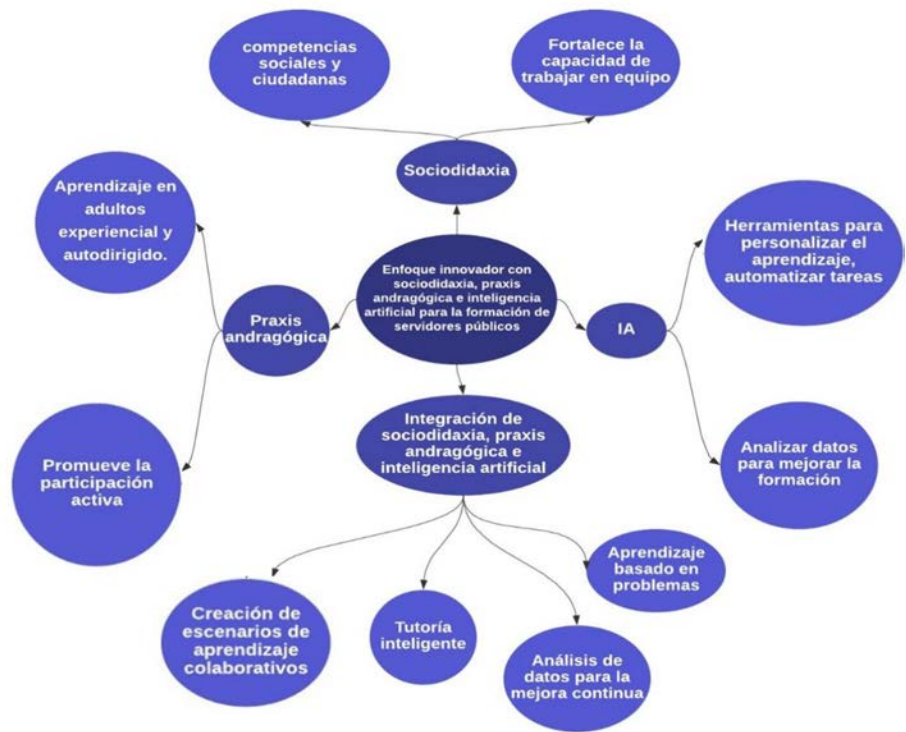 competencias
sociales y
ciudadanas
Fortalece la
capacidad de
trabajar en equipo
Sociodidaxia
Aprendizaje en
adultos
experiencial y
autodirigido.
Herramientas para
personalizar el
aprendizaje,
automatizar tareas
Enfoque innovador con
sociodidaxia, praxis
andragógica e inteligencia
artificial para la formación de
servidores públicos
Praxis
andragógica
IA
Integración de
sociodidaxia, praxis
andragógica e
inteligencia artificial
Promueve la
participación
activa
Analizar datos
para mejorar la
formación
Aprendizaje
basado en
problemas
Creación de
escenarios de
aprendizaje
colaborativos
Tutoría
inteligente
Análisis de
datos para la
mejora continua